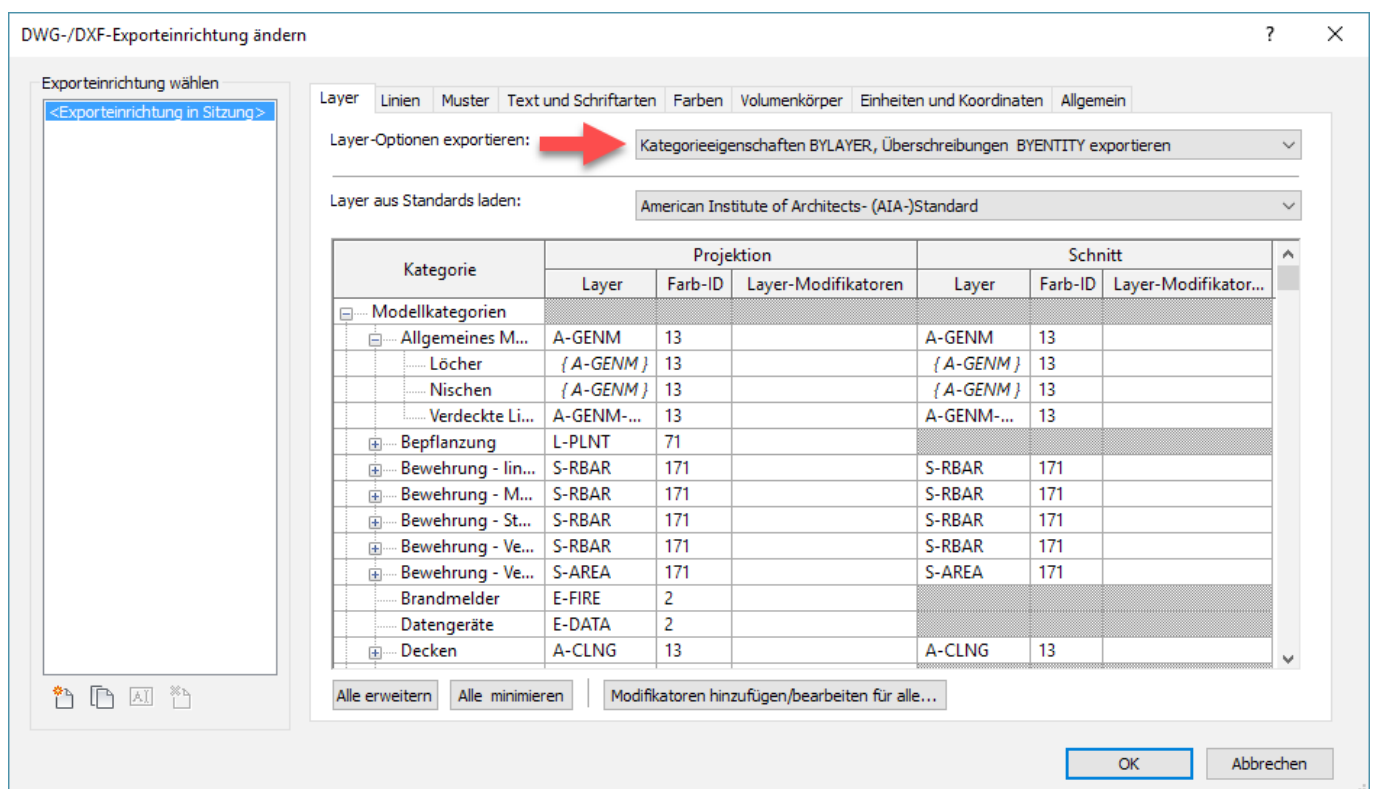 DWG-/DXF-Exporteinrichtung ändern
?
Exporteinrichtung wählen
<Exporteinrichtung in Sitzung>
Layer Linien Muster Text und Schriftarten Farben Volumenkörper Einheiten und Koordinaten Allgemein
Layer-Optionen exportieren: Kategorieeigenschaften BYLAYER, Überschreibungen BYENTITY exportieren
Layer aus Standards laden: American Institute of Architects- (AIA-)Standard
Kategorie Projektion Schnitt
Layer Farb-ID Layer-Modifikatoren Layer Farb-ID Layer-Modifikator...
Modellkategorien
Allgemeines M... A-GENM 13 A-GENM 13
Löcher { A-GENM } 13 { A-GENM } 13
Nischen { A-GENM } 13 { A-GENM } 13
Verdeckte Li... A-GENM-... 13 A-GENM-... 13
Bepflanzung L-PLNT 71
Bewehrung - lin... S-RBAR 171 S-RBAR 171
Bewehrung - M... S-RBAR 171 S-RBAR 171
Bewehrung - St... S-RBAR 171 S-RBAR 171
Bewehrung - Ve... S-RBAR 171 S-RBAR 171
Bewehrung - Ve... S-AREA 171 S-AREA 171
Brandmelder E-FIRE 2
Datengeräte E-DATA 2
Decken A-CLNG 13 A-CLNG 13
Alle erweitern Alle minimieren Modifikatoren hinzufügen/bearbeiten für alle...
OK Abbrechen